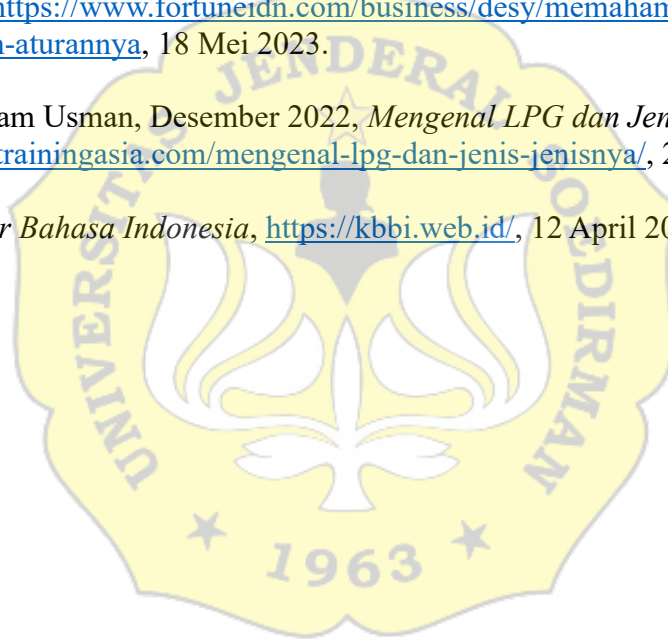 https://www.fortuneidn.com/business/desy/memaham
n-aturannya, 18 Mei 2023.
am Usman, Desember 2022, Mengenal LPG dan Jen
trainingasia.com/mengenal-lpg-dan-jenis-jenisnya/, 2
r Bahasa Indonesia, https://kbbi.web.id/, 12 April 20
UNIVERSITAS JENDERAL SOEDIRMAN
1963